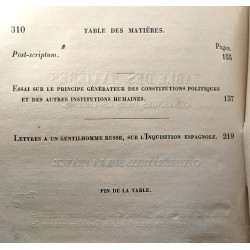 310 TABLE DES MATIÈRES.
Pages.
Post-scriptum. 155
Essai sur le principe générateur des constitutions politiques
et des autres institutions humaines. 157
Lettres a un gentilhomme russe, sur l'Inquisition espagnole. 219
FIN DE LA TABLE.